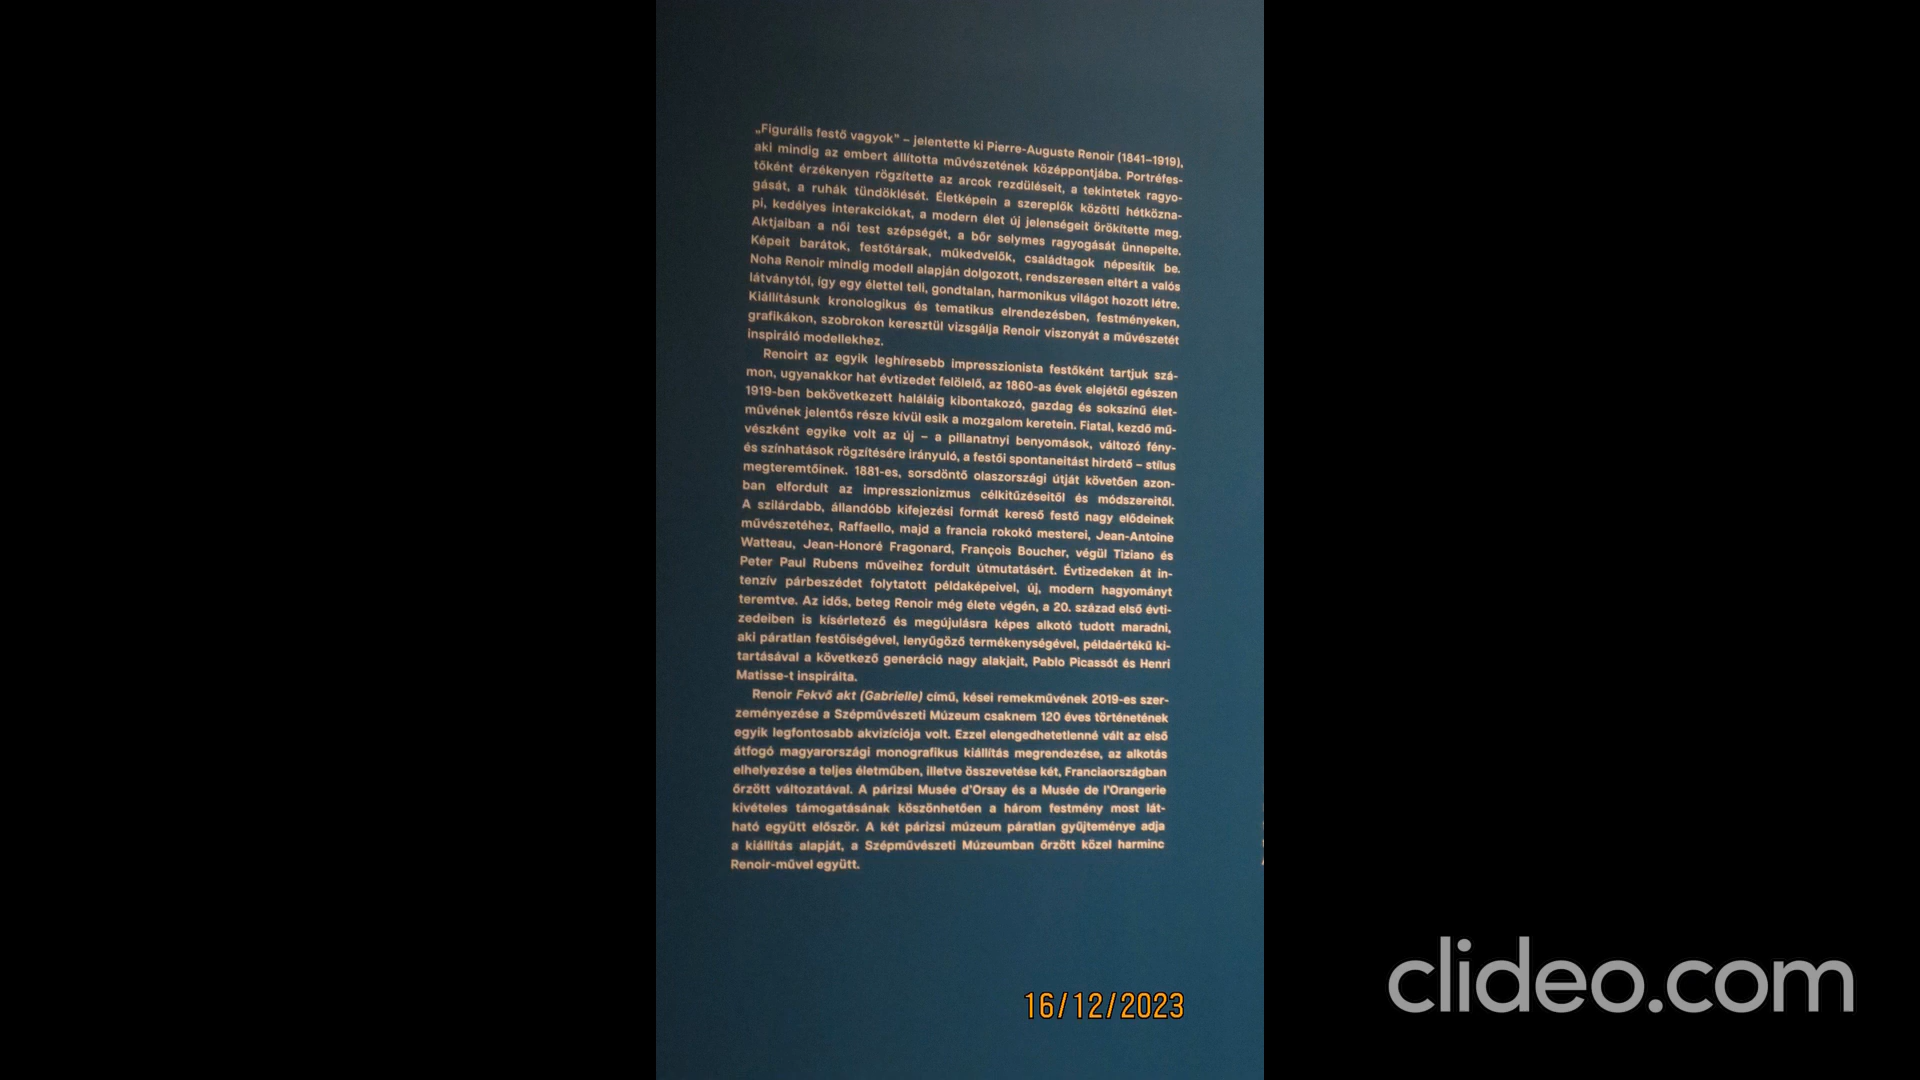 „Figurális festő vagyok” – jelentette ki Pierre-Auguste Renoir (1841–1919),
aki mindig az embert állította művészetének középpontjába. Portréfes-
tőként érzékenyen rögzítette az arcok rezdüléseit, a tekintetek ragyo-
gását, a ruhák tündöklését. Életképein a szereplők közötti hétközna-
pi, kedélyes interakciókat, a modern élet új jelenségeit örökítette meg.
Aktjaiban a női test szépségét, a bőr selymes ragyogását ünnepelte.
Képeit barátok, festőtársak, műkedvelők, családtagok népesítik be.
Noha Renoir mindig modell alapján dolgozott, rendszeresen eltért a valós
látványtól, így egy élettel teli, gondtalan, harmonikus világot hozott létre.
Kiállításunk kronologikus és tematikus elrendezésben, festményeken,
grafikákon, szobrokon keresztül vizsgálja Renoir viszonyát a művészetét
inspiráló modellekhez.
Renoirt az egyik leghíresebb impresszionista festőként tartjuk szá-
mon, ugyanakkor hat évtizedet felölelő, az 1860-as évek elejétől egészen
1919-ben bekövetkezett haláláig kibontakozó, gazdag és sokszínű élet-
művének jelentős része kívül esik a mozgalom keretein. Fiatal, kezdő mű-
vészként egyike volt az új – a pillanatnyi benyomások, változó fény-
és színhatások rögzítésére irányuló, a festői spontaneitást hirdető – stílus
megteremtőinek. 1881-es, sorsdöntő olaszországi útját követően azon-
ban elfordult az impresszionizmus célkitűzéseitől és módszereitől.
A szilárdabb, állandóbb kifejezési formát kereső festő nagy elődeinek
művészetéhez, Raffaello, majd a francia rokokó mesterei, Jean-Antoine
Watteau, Jean-Honoré Fragonard, François Boucher, végül Tiziano és
Peter Paul Rubens műveihez fordult útmutatásért. Évtizedeken át in-
tenzív párbeszédet folytatott példaképeivel, új, modern hagyományt
teremtve. Az idős, beteg Renoir még élete végén, a 20. század első évti-
zedeiben is kísérletező és megújulásra képes alkotó tudott maradni,
aki páratlan festőiségével, lenyűgöző termékenységével, példaértékű ki-
tartásával a következő generáció nagy alakjait, Pablo Picassót és Henri
Matisse-t inspirálta.
Renoir Fekvő akt (Gabrielle) című, kései remekművének 2019-es szer-
zeményezése a Szépművészeti Múzeum csaknem 120 éves történetének
egyik legfontosabb akvizíciója volt. Ezzel elengedhetetlenné vált az első
átfogó magyarországi monografikus kiállítás megrendezése, az alkotás
elhelyezése a teljes életműben, illetve összevetése két, Franciaországban
őrzött változatával. A párizsi Musée d’Orsay és a Musée de l’Orangerie
kivételes támogatásának köszönhetően a három festmény most lát-
ható együtt először. A két párizsi múzeum páratlan gyűjteménye adja
a kiállítás alapját, a Szépművészeti Múzeumban őrzött közel harminc
Renoir-művel együtt.
16/12/2023
clideo.com